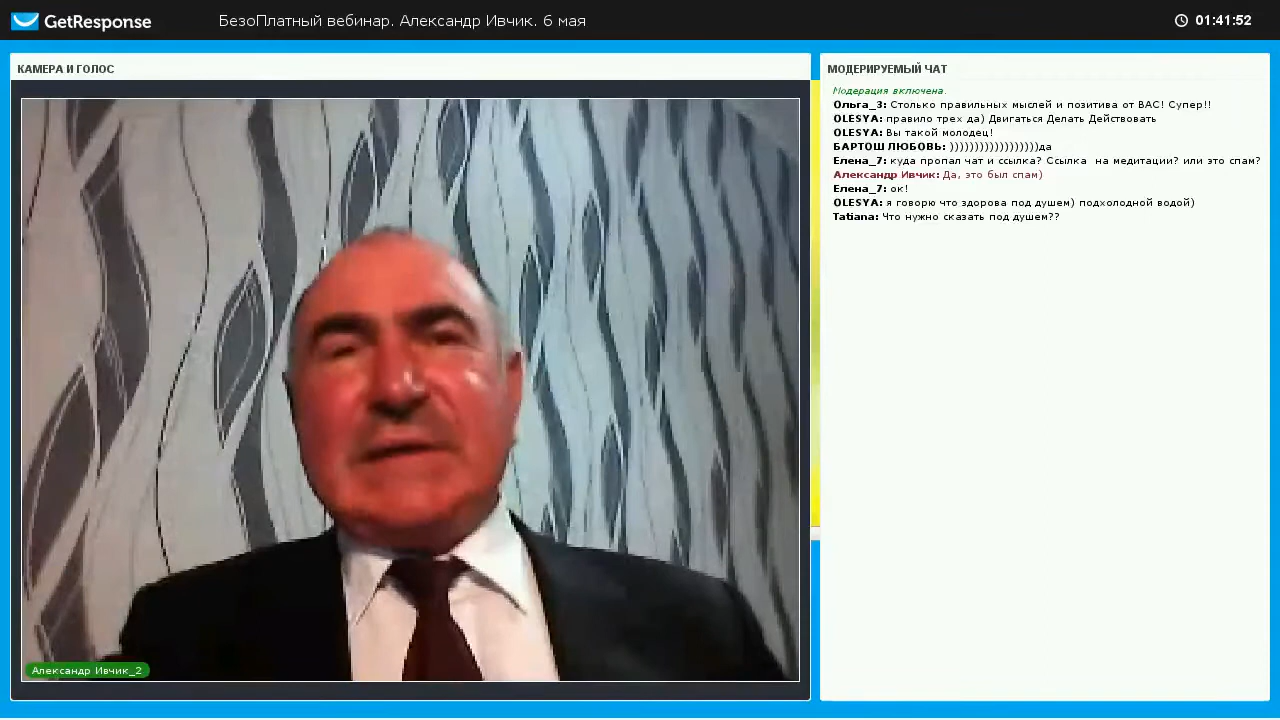 GetResponse
БезоПлатный вебинар. Александр Ивчик. 6 мая
01:41:52
КАМЕРА И ГОЛОС
Александр Ивчик_2
МОДЕРИРУЕМЫЙ ЧАТ
Модерация включена.
Ольга_3: Столько правильных мыслей и позитива от ВАС! Супер!!
OLESYA: правило трех да) Двигаться Делать Действовать
OLESYA: Вы такой молодец!
БАРТОШ ЛЮБОВЬ: ))))))))))))))))))да
Елена_7: куда пропал чат и ссылка? Ссылка на медитации? или это спам?
Александр Ивчик: Да, это был спам)
Елена_7: ок!
OLESYA: я говорю что здорова под душем) подхолодной водой)
Tatiana: Что нужно сказать под душем??